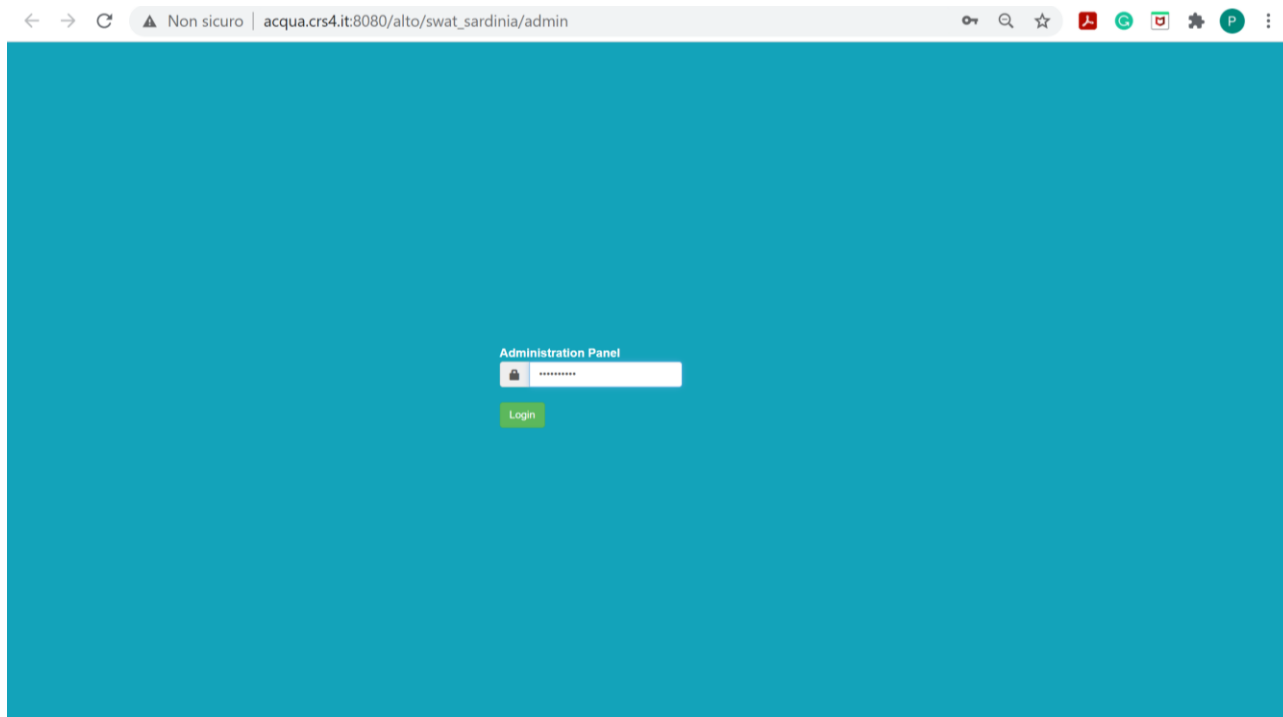 Non sicuro | acqua.crs4.it:8080/alto/swat_sardinia/admin
P
Administration Panel
••••••••••
Login